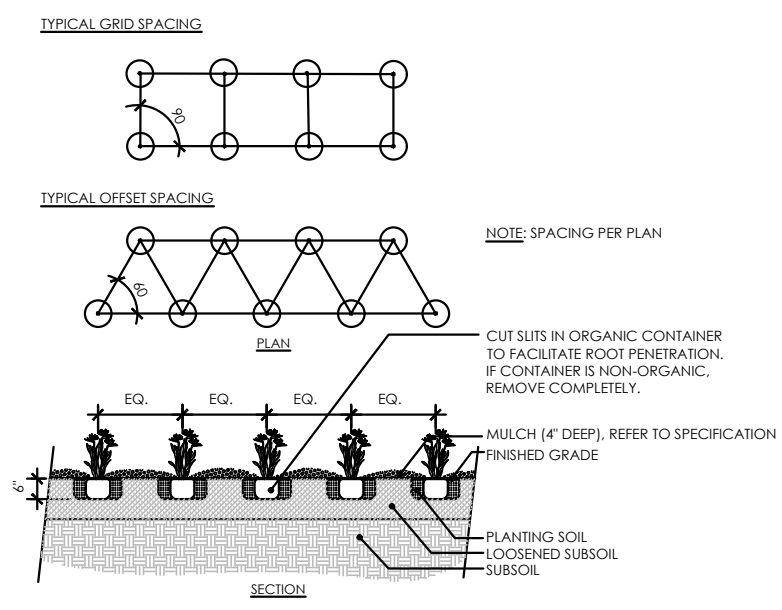 TYPICAL GRID SPACING
90
TYPICAL OFFSET SPACING
NOTE: SPACING PER PLAN
60
PLAN
CUT SLITS IN ORGANIC CONTAINER
TO FACILITATE ROOT PENETRATION.
IF CONTAINER IS NON-ORGANIC,
REMOVE COMPLETELY.
EQ. EQ. EQ. EQ.
MULCH (4" DEEP), REFER TO SPECIFICATION
FINISHED GRADE
6"
PLANTING SOIL
LOOSENED SUBSOIL
SUBSOIL
SECTION